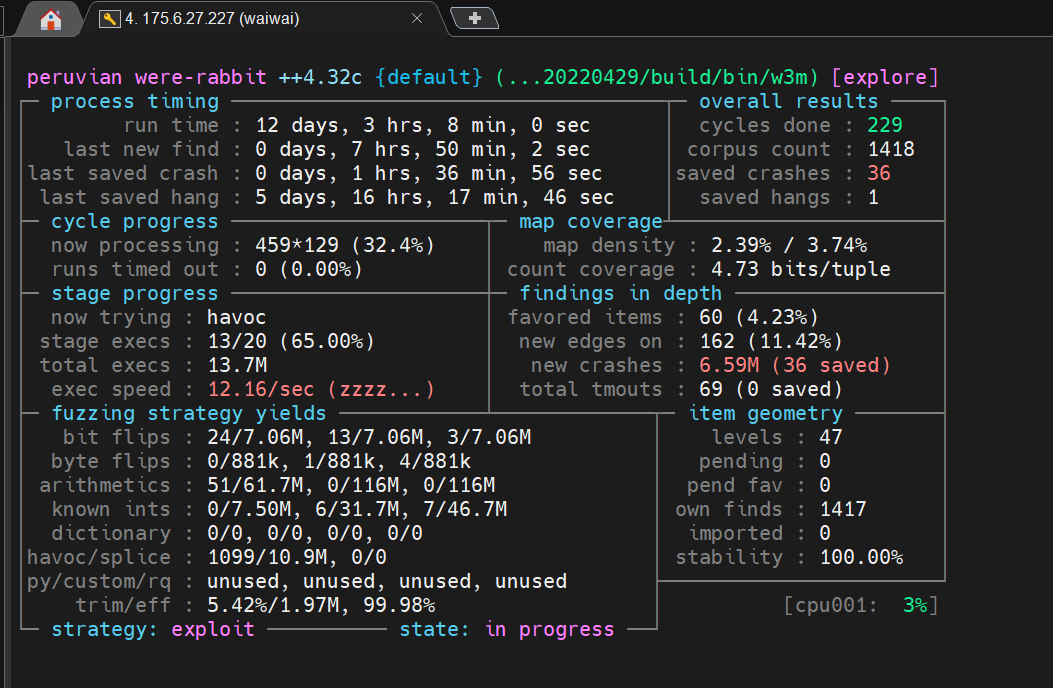 4. 175.6.27.227 (waiwai)
peruvian were-rabbit ++4.32c {default} (...20220429/build/bin/w3m) [explore]
process timing overall results
run time : 12 days, 3 hrs, 8 min, 0 sec cycles done : 229
last new find : 0 days, 7 hrs, 50 min, 2 sec corpus count : 1418
last saved crash : 0 days, 1 hrs, 36 min, 56 sec saved crashes : 36
last saved hang : 5 days, 16 hrs, 17 min, 46 sec saved hangs : 1
cycle progress map coverage
now processing : 459*129 (32.4%) map density : 2.39% / 3.74%
runs timed out : 0 (0.00%) count coverage : 4.73 bits/tuple
stage progress findings in depth
now trying : havoc favored items : 60 (4.23%)
stage execs : 13/20 (65.00%) new edges on : 162 (11.42%)
total execs : 13.7M new crashes : 6.59M (36 saved)
exec speed : 12.16/sec (zzzz...) total tmouts : 69 (0 saved)
fuzzing strategy yields item geometry
bit flips : 24/7.06M, 13/7.06M, 3/7.06M levels : 47
byte flips : 0/881k, 1/881k, 4/881k pending : 0
arithmetics : 51/61.7M, 0/116M, 0/116M pend fav : 0
known ints : 0/7.50M, 6/31.7M, 7/46.7M own finds : 1417
dictionary : 0/0, 0/0, 0/0, 0/0 imported : 0
havoc/splice : 1099/10.9M, 0/0 stability : 100.00%
py/custom/rq : unused, unused, unused, unused
trim/eff : 5.42%/1.97M, 99.98% [cpu001: 3%]
strategy: exploit state: in progress